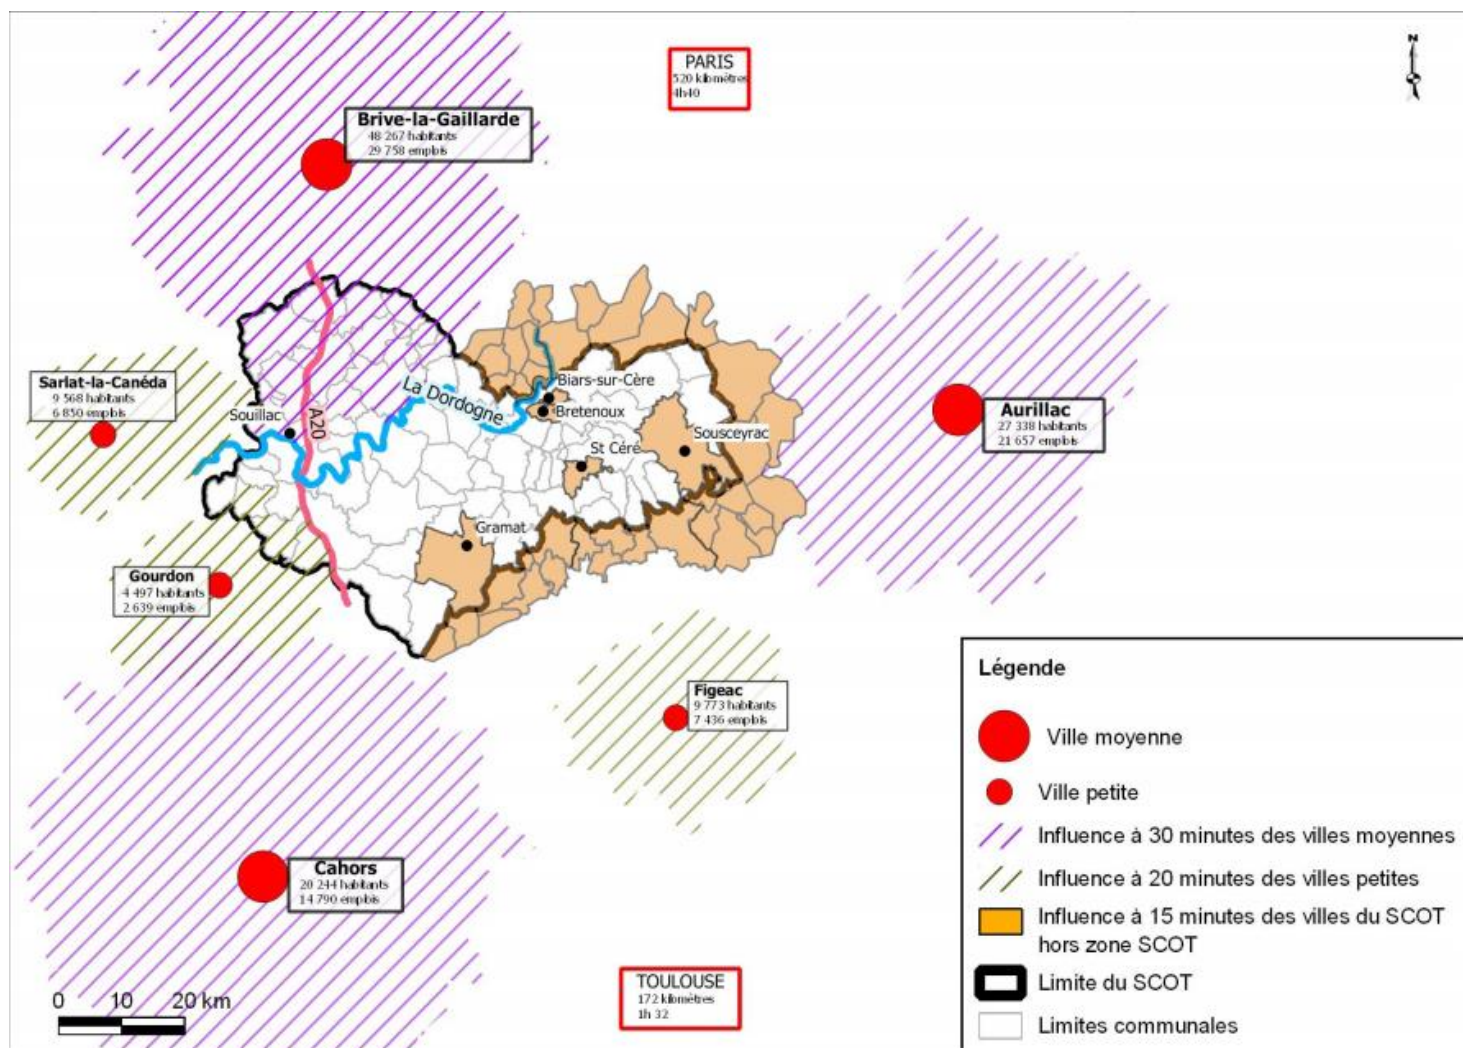 N
PARIS
520 kilomètres
4h40
Brive-la-Gaillarde
48 267 habitants
29 758 emplois
Sarlat-la-Canéda
9 568 habitants
6 850 emplois
Souillac
A20
La Dordogne
Biars-sur-Cère
Bretenoux
St Céré
Sousceyrac
Aurillac
27 338 habitants
21 657 emplois
Gramat
Gourdon
4 497 habitants
2 639 emplois
Figeac
9 773 habitants
7 436 emplois
Cahors
20 244 habitants
14 790 emplois
TOULOUSE
172 kilomètres
1h 32
0 10 20 km
Légende
Ville moyenne
Ville petite
Influence à 30 minutes des villes moyennes
Influence à 20 minutes des villes petites
Influence à 15 minutes des villes du SCOT
hors zone SCOT
Limite du SCOT
Limites communales